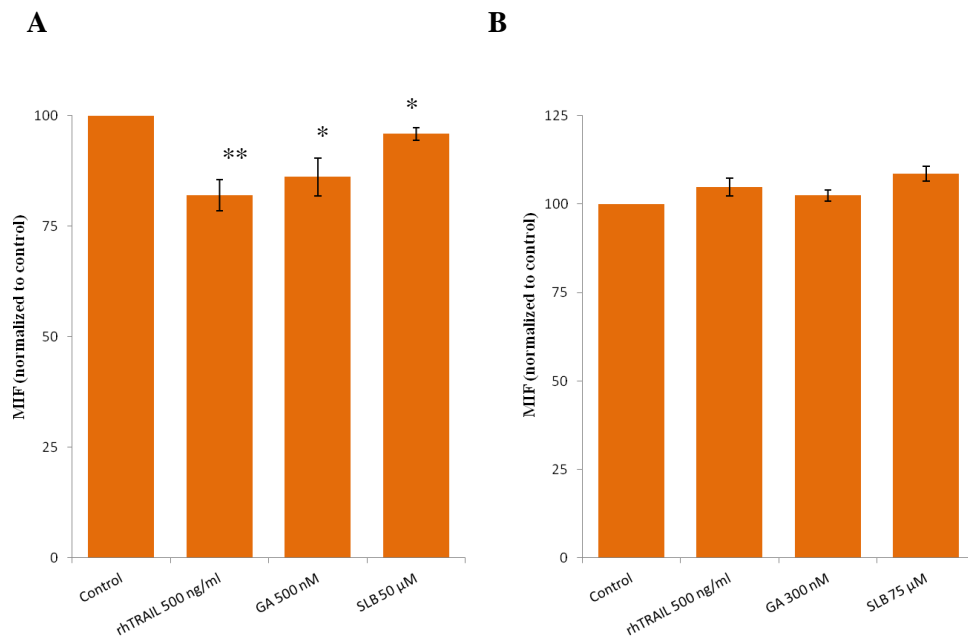 A
B
**
*
*
100
75
50
25
0
MIF (normalized to control)
Control
rhTRAIL 500 ng/ml
GA 500 nM
SLB 50 µM
125
100
75
50
25
0
MIF (normalized to control)
Control
rhTRAIL 500 ng/ml
GA 300 nM
SLB 75 µM